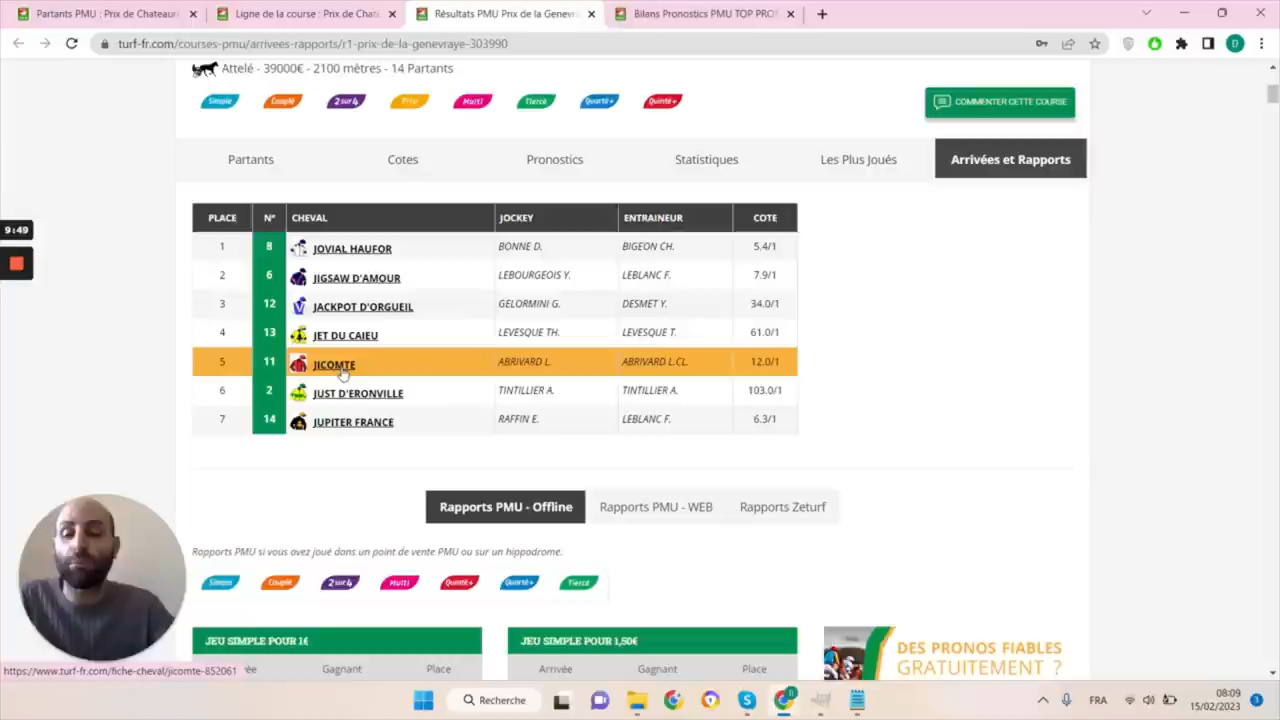 Partants PMU : Prix de Chateaur
Ligne de la course : Prix de Chat
Résultats PMU Prix de la Genevr
Bilans Pronostics PMU TOP PRO
turf-fr.com/courses-pmu/arrivees-rapports/r1-prix-de-la-genevraye-303990
D
Attelé - 39000€ - 2100 mètres - 14 Partants
Simple Couplé 2 sur 4 Trio Multi Tiercé Quarté+ Quinté+
COMMENTER CETTE COURSE
Partants Cotes Pronostics Statistiques Les Plus Joués Arrivées et Rapports
PLACE N° CHEVAL JOCKEY ENTRAINEUR COTE
9:49
1 8 JOVIAL HAUFOR BONNE D. BIGEON CH. 5.4/1
2 6 JIGSAW D'AMOUR LEBOURGEOIS Y. LEBLANC F. 7.9/1
3 12 JACKPOT D'ORGUEIL GELORMINI G. DESMET Y. 34.0/1
4 13 JET DU CAIEU LEVESQUE TH. LEVESQUE T. 61.0/1
5 11 JICOMTE ABRIVARD L. ABRIVARD L.CL. 12.0/1
6 2 JUST D'ERONVILLE TINTILLIER A. TINTILLIER A. 103.0/1
7 14 JUPITER FRANCE RAFFIN E. LEBLANC F. 6.3/1
Rapports PMU - Offline Rapports PMU - WEB Rapports Zeturf
Rapports PMU si vous avez joué dans un point de vente PMU ou sur un hippodrome.
Simple Couplé 2 sur 4 Multi Quinté+ Quarté+ Tiercé
JEU SIMPLE POUR 1€ JEU SIMPLE POUR 1,50€
DES PRONOS FIABLES
GRATUITEMENT ?
vée Gagnant Place Arrivée Gagnant Place
https://www.turf-fr.com/fiche-cheval/jicomte-852061
Recherche
FRA
08:09
15/02/2023